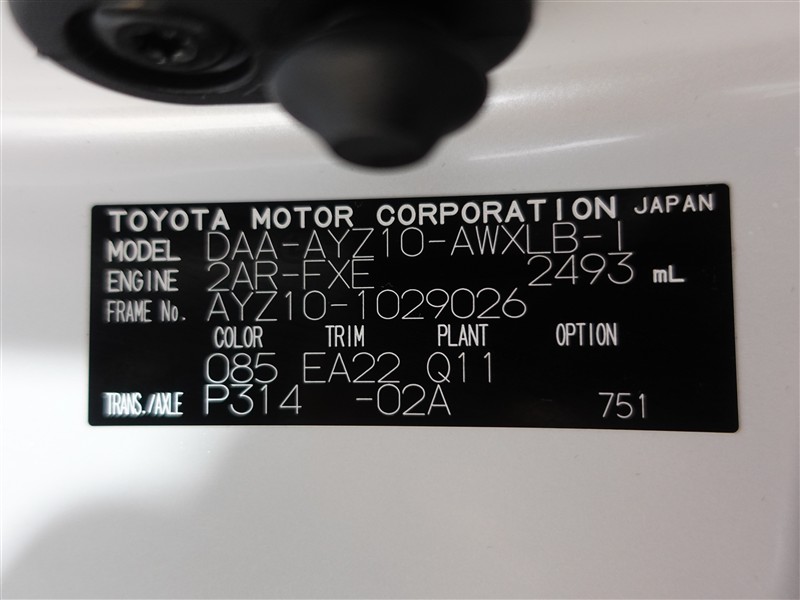 TOYOTA MOTOR CORPORATION JAPAN
MODEL DAA-AYZ10-AWXLB-I
ENGINE 2AR-FXE 2493 mL
FRAME No. AYZ10-1029026
COLOR TRIM PLANT OPTION
085 EA22 Q11
TRANS./AXLE P314 -02A 751